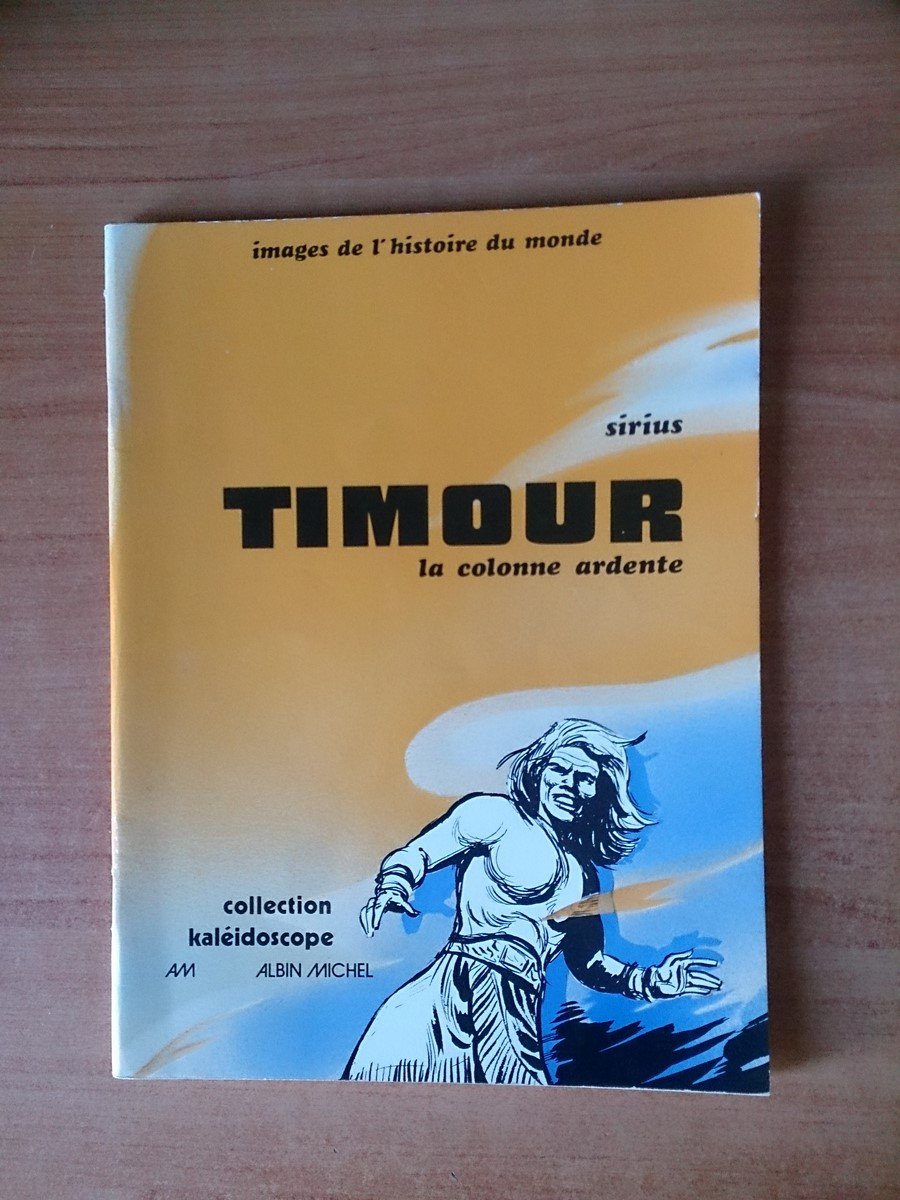 images de l'histoire du monde
sirius
TIMOUR
la colonne ardente
collection
kaléidoscope
AM ALBIN MICHEL